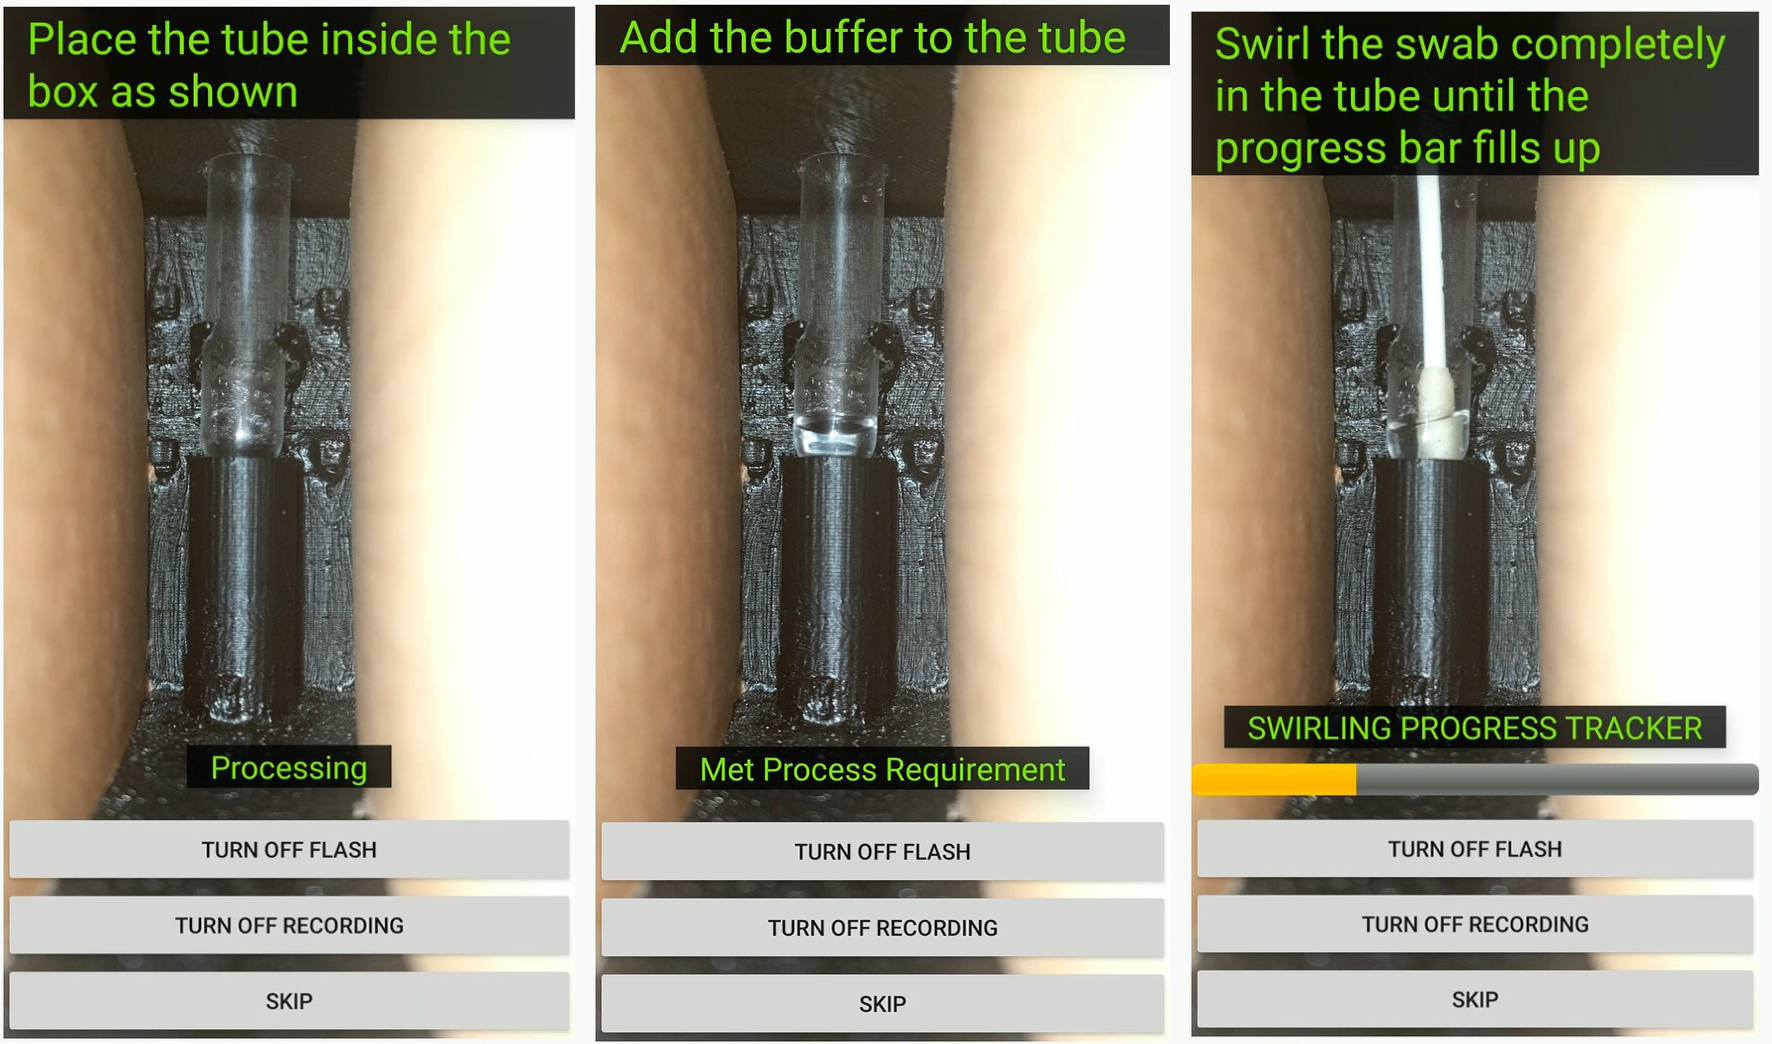 Place the tube inside the
box as shown
Processing
TURN OFF FLASH
TURN OFF RECORDING
SKIP
Add the buffer to the tube
Met Process Requirement
TURN OFF FLASH
TURN OFF RECORDING
SKIP
Swirl the swab completely
in the tube until the
progress bar fills up
SWIRLING PROGRESS TRACKER
TURN OFF FLASH
TURN OFF RECORDING
SKIP